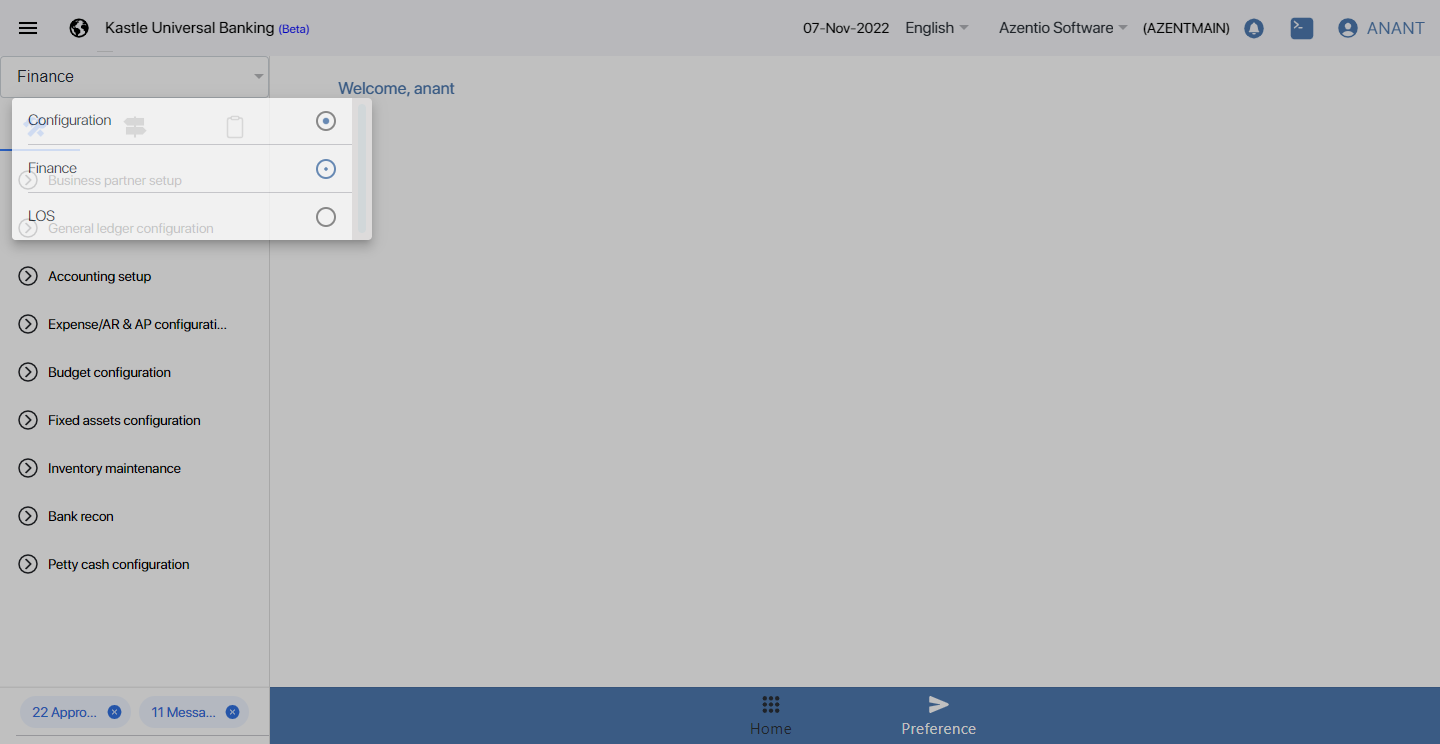 Kastle Universal Banking (Beta)
07-Nov-2022
English
Azentio Software
(AZENTMAIN)
ANANT
Finance
Welcome, anant
Configuration
Finance
Business partner setup
LOS
General ledger configuration
Accounting setup
Expense/AR & AP configurati...
Budget configuration
Fixed assets configuration
Inventory maintenance
Bank recon
Petty cash configuration
22 Appro...
11 Messa...
Home
Preference